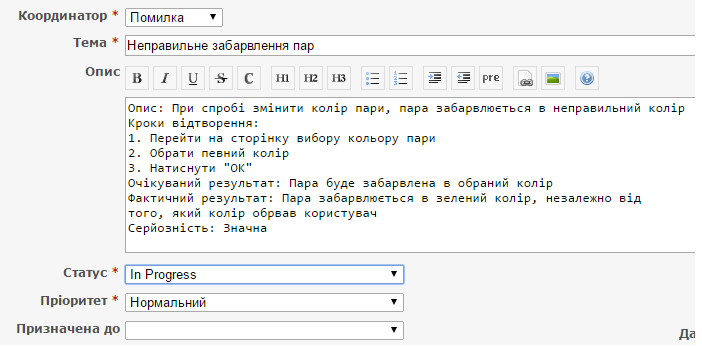 Координатор * Помилка
Тема * Неправильне забарвлення пар
Опис B I U S C H1 H2 H3 pre
Опис: При спробі змінити колір пари, пара забарвлюється в неправильний колір
Кроки відтворення:
1. Перейти на сторінку вибору кольору пари
2. Обрати певний колір
3. Натиснути "ОК"
Очікуваний результат: Пара буде забарвлена в обраний колір
Фактичний результат: Пара забарвлюється в зелений колір, незалежно від
того, який колір обрвав користувач
Серйозність: Значна
Статус * In Progress
Пріоритет * Нормальний
Призначена до
Да